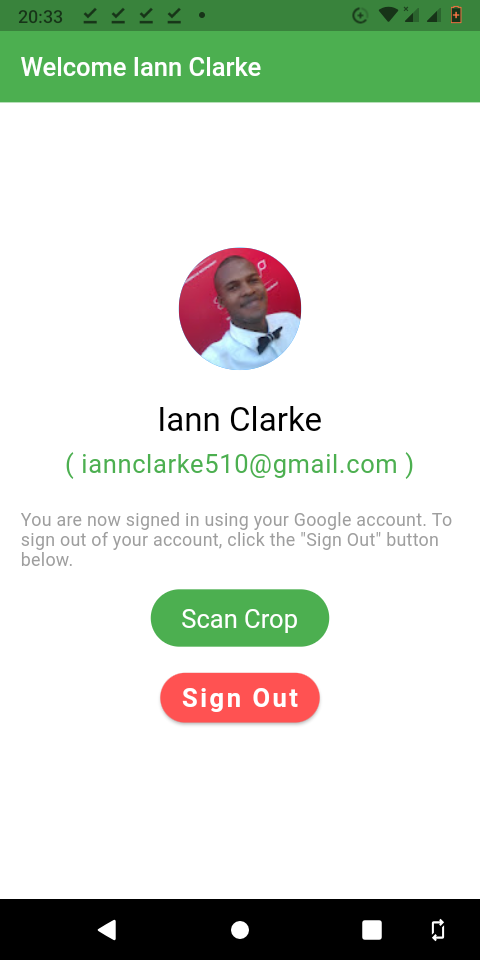 20:33
Welcome Iann Clarke
Iann Clarke
( iannclarke510@gmail.com )
You are now signed in using your Google account. To
sign out of your account, click the "Sign Out" button
below.
Scan Crop
Sign Out